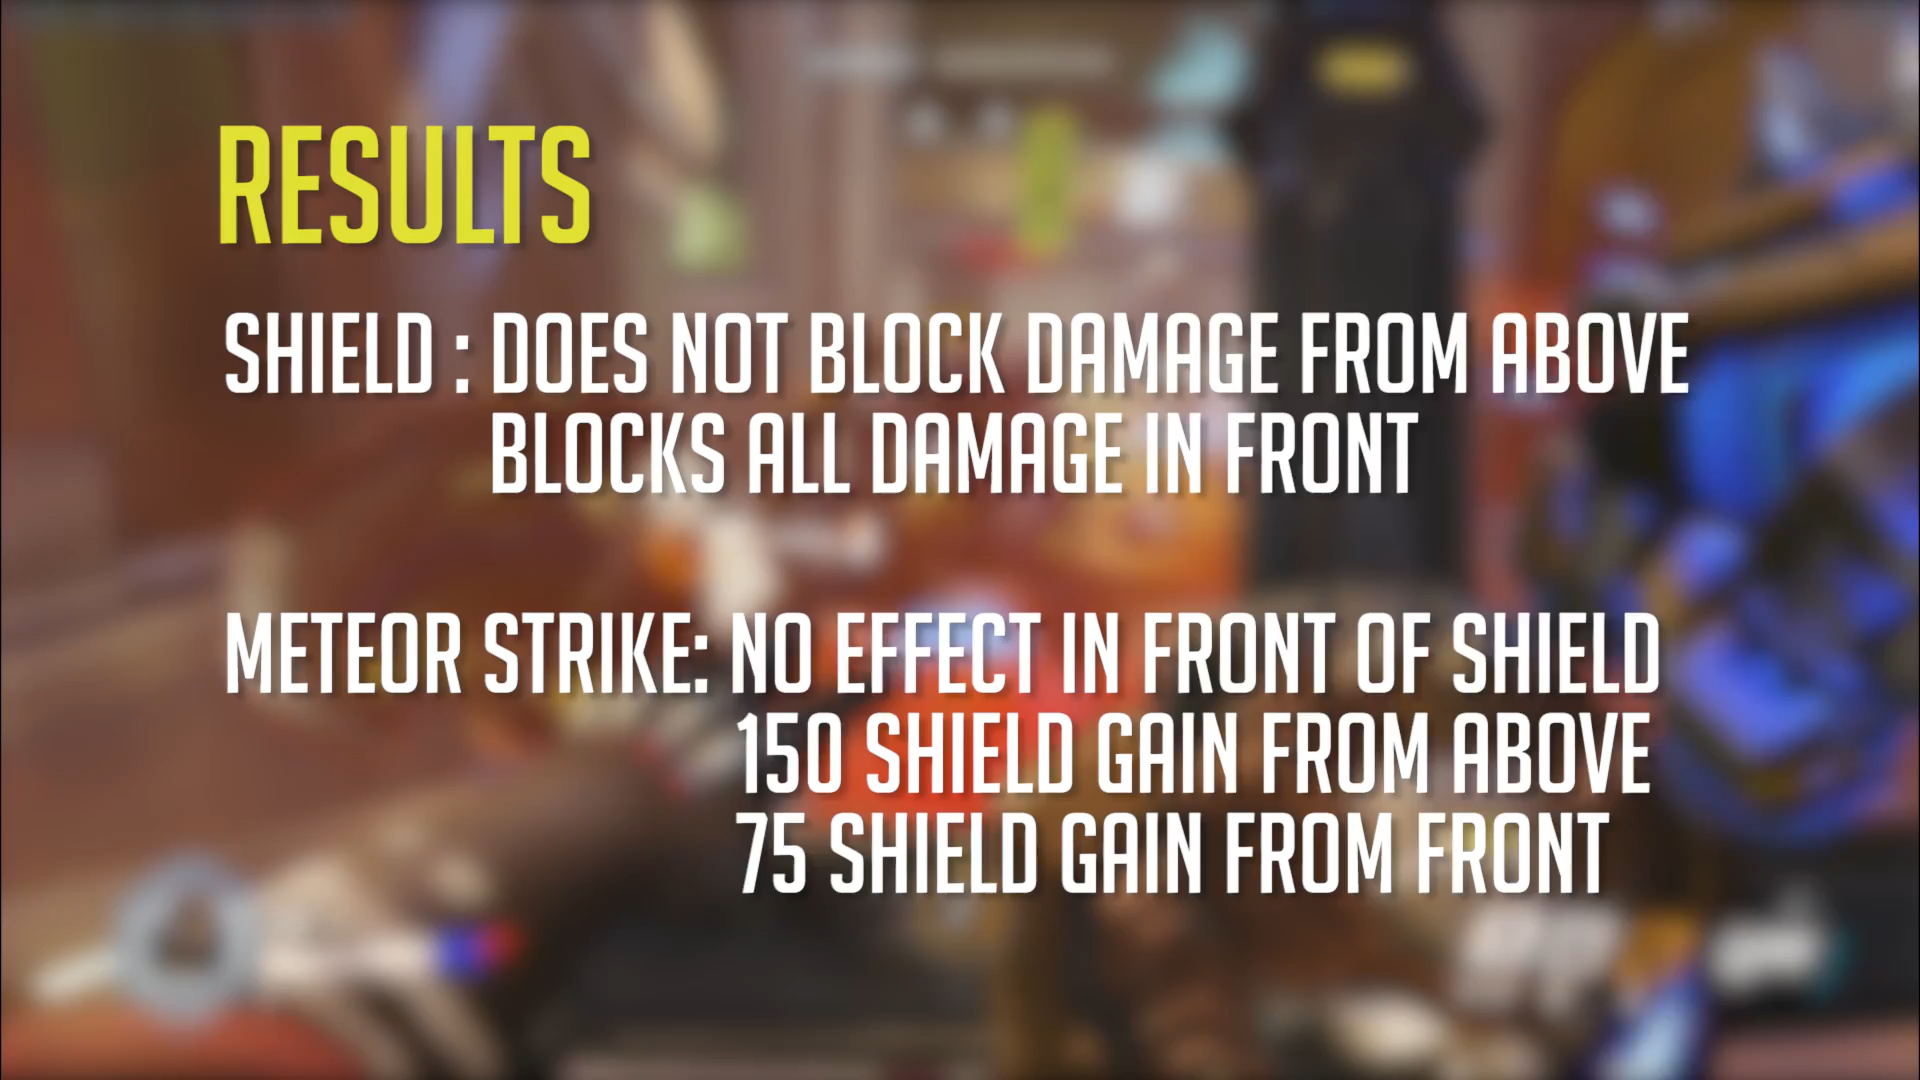 RESULTS
SHIELD : DOES NOT BLOCK DAMAGE FROM ABOVE
BLOCKS ALL DAMAGE IN FRONT
METEOR STRIKE: NO EFFECT IN FRONT OF SHIELD
150 SHIELD GAIN FROM ABOVE
75 SHIELD GAIN FROM FRONT